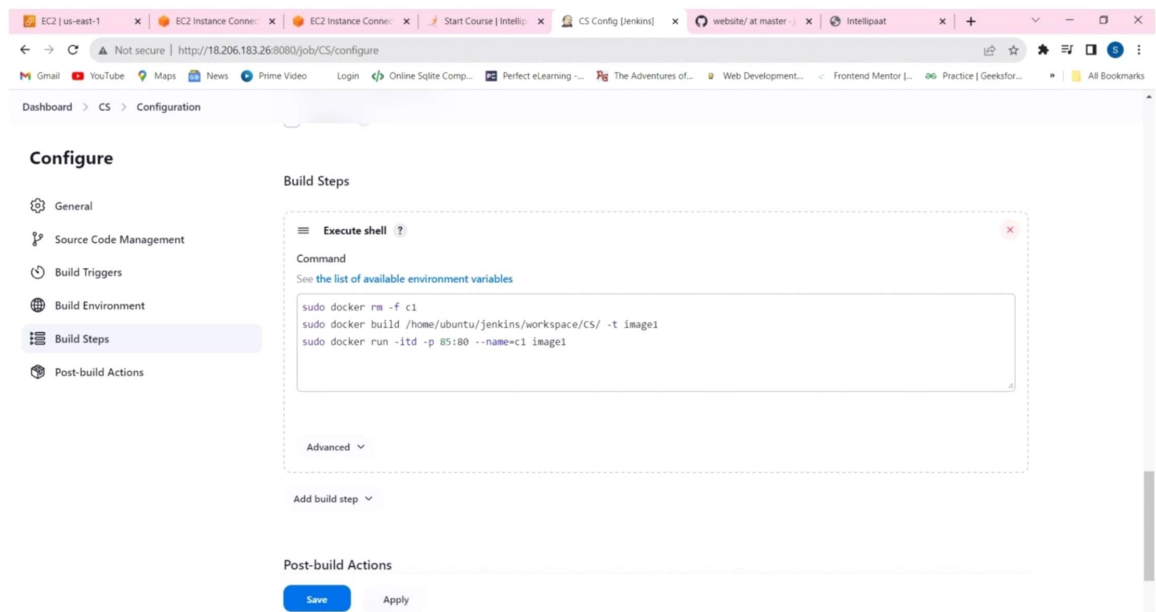 EC2 | us-east-1
EC2 Instance Connec
EC2 Instance Connec
Start Course | Intellip
CS Config [Jenkins]
website/ at master · 
Intellipaat
Not secure | http://18.206.183.26:8080/job/CS/configure
S
Gmail
YouTube
Maps
News
Prime Video
Login
Online Sqlite Comp...
Perfect eLearning -...
The Adventures of...
Web Development...
Frontend Mentor |...
Practice | Geeksfor...
»
All Bookmarks
Dashboard > CS > Configuration
Configure
General
Source Code Management
Build Triggers
Build Environment
Build Steps
Post-build Actions
Build Steps
Execute shell ?
Command
See the list of available environment variables
sudo docker rm -f c1
sudo docker build /home/ubuntu/jenkins/workspace/CS/ -t image1
sudo docker run -itd -p 85:80 --name=c1 image1
Advanced
Add build step
Post-build Actions
Save
Apply